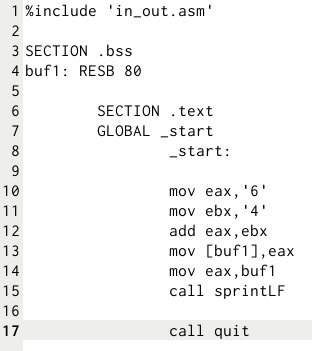 1 %include 'in_out.asm'
2
3 SECTION .bss
4 buf1: RESB 80
5
6 SECTION .text
7 GLOBAL _start
8 _start:
9
10 mov eax,'6'
11 mov ebx,'4'
12 add eax,ebx
13 mov [buf1],eax
14 mov eax,buf1
15 call sprintLF
16
17 call quit